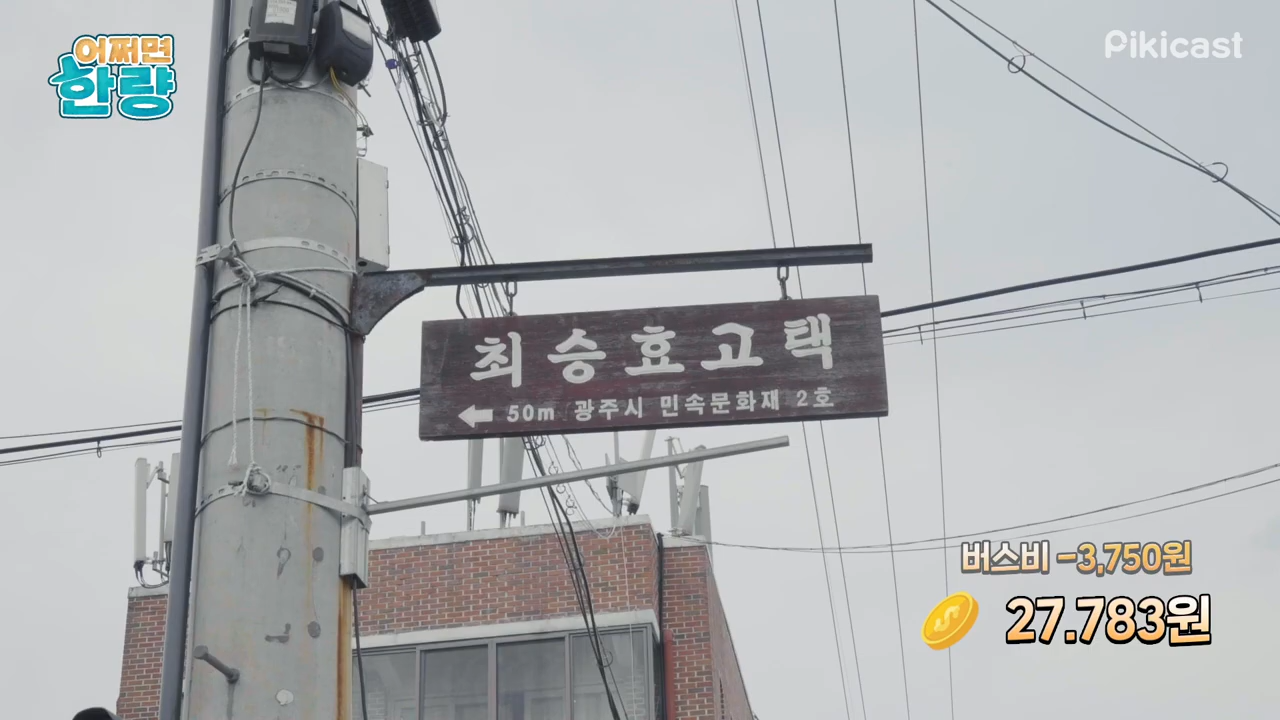 어쩌면
한량
Pikicast
최승효고택
← 50m 광주시 민속문화재 2호
버스비 -3,750원
27.783원